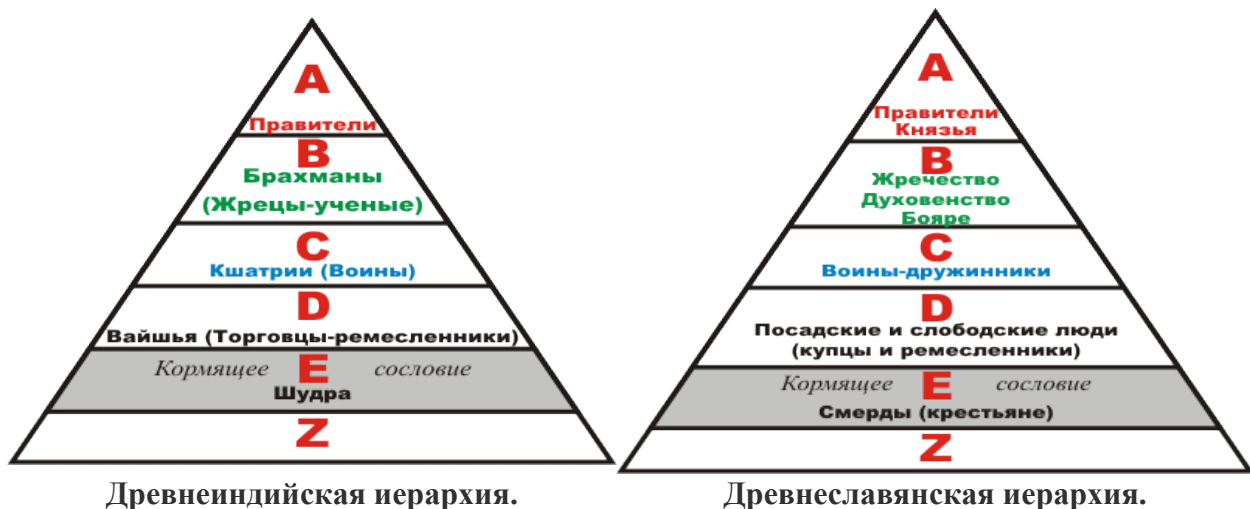 A
Правители
B
Брахманы
(Жрецы-ученые)
C
Кшатрии (Воины)
D
Вайшья (Торговцы-ремесленники)
Кормящее E сословие
Шудра
Z
Древнеиндийская иерархия.
A
Правители
Князья
B
Жречество
Духовенство
Бояре
C
Воины-дружинники
D
Посадские и слободские люди
(купцы и ремесленники)
Кормящее E сословие
Смерды (крестьяне)
Z
Древнеславянская иерархия.